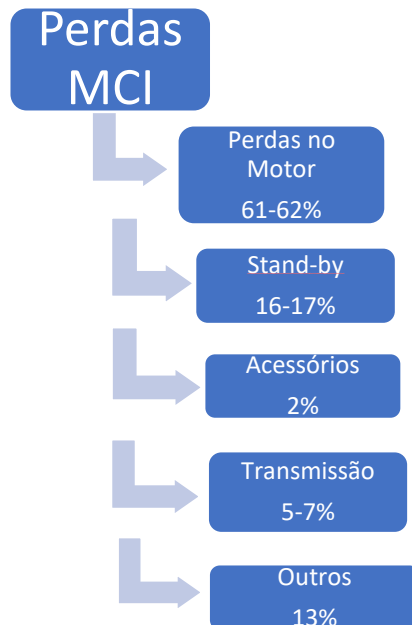 Perdas
MCI
Perdas no
Motor
61-62%
Stand-by
16-17%
Acessórios
2%
Transmissão
5-7%
Outros
13%